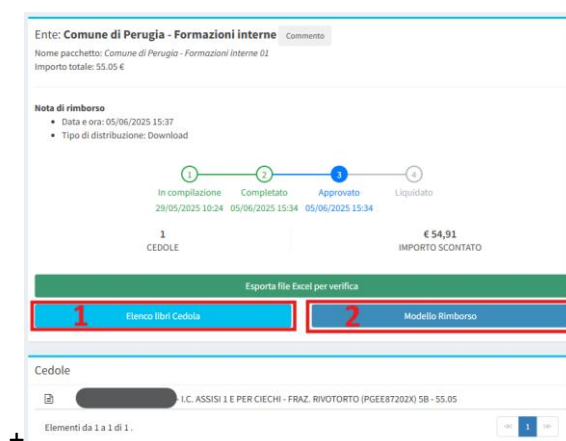 Ente: Comune di Perugia - Formazioni interne Commento
Nome pacchetto: Comune di Perugia - Formazioni interne 01
Importo totale: 55.05 €
Nota di rimborso
• Data e ora: 05/06/2025 15:37
• Tipo di distribuzione: Download
1 2 3 4
In compilazione Completato Approvato Liquidato
29/05/2025 10:24 05/06/2025 15:34 05/06/2025 15:34
1 € 54,91
CEDOLE IMPORTO SCONTATO
Esporta file Excel per verifica
1 Elenco libri Cedola 2 Modello Rimborso
Cedole
- I.C. ASSISI 1 E PER CIECHI - FRAZ. RIVOTORTO (PGEE87202X) 5B - 55.05
Elementi da 1 a 1 di 1 .
« 1 »
+